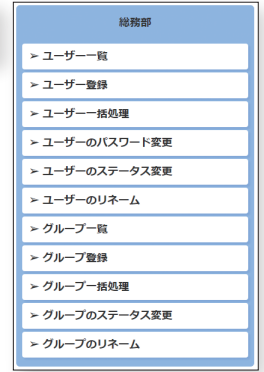 総務部
➢ ユーザー一覧
➢ ユーザー登録
➢ ユーザー一括処理
➢ ユーザーのパスワード変更
➢ ユーザーのステータス変更
➢ ユーザーのリネーム
➢ グループ一覧
➢ グループ登録
➢ グループ一括処理
➢ グループのステータス変更
➢ グループのリネーム